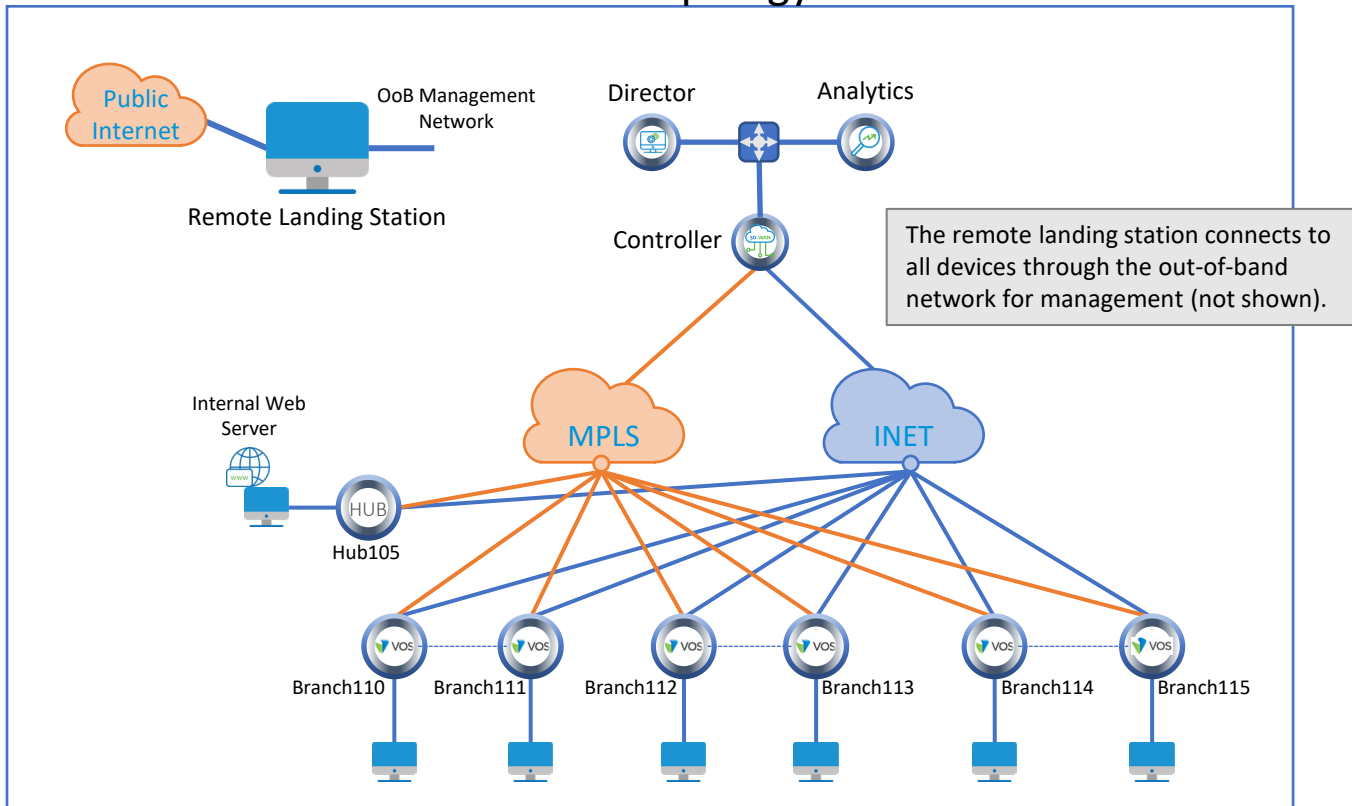 Public
Internet
OoB Management
Network
Remote Landing Station
Director
Analytics
Controller
SD-WAN
The remote landing station connects to
all devices through the out-of-band
network for management (not shown).
MPLS
INET
Internal Web
Server
www
HUB
Hub105
VOS
VOS
VOS
VOS
VOS
VOS
Branch110
Branch111
Branch112
Branch113
Branch114
Branch115